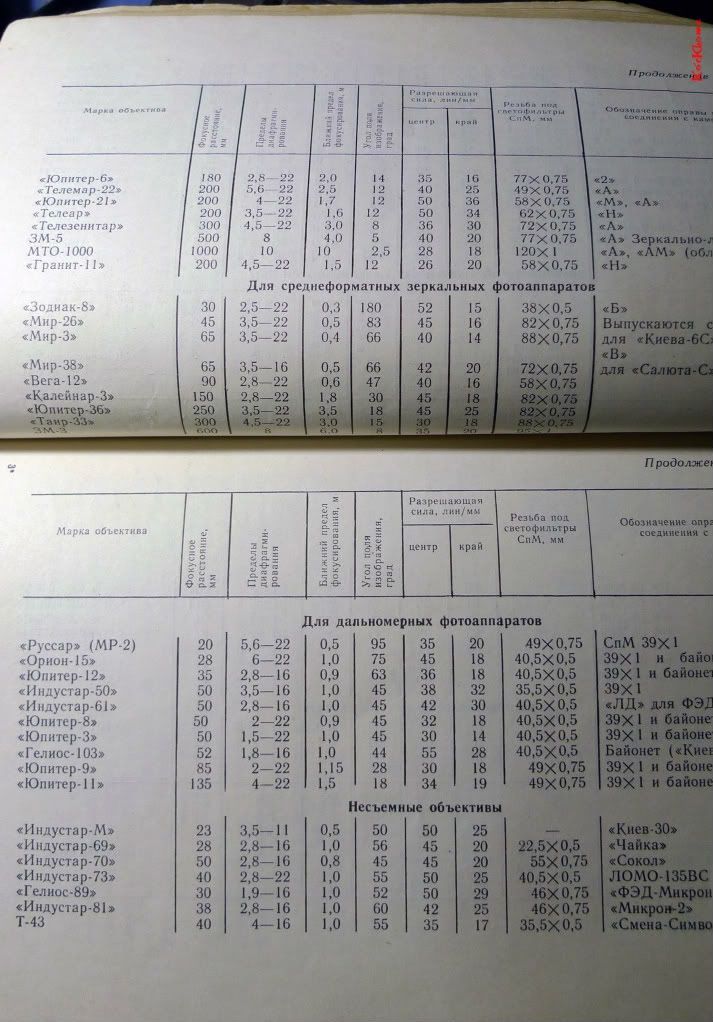 Продолжение
Марка объектива
Фокусное расстояние, мм
Пределы диафрагми-рования
Ближний предел фокусирования, м
Угол поля изображения, град
Разрешающая сила, лин/мм
центр
край
Резьба под светофильтры СпМ, мм
Обозначение оправы
соединения с кам
«Юпитер-6» 180 2,8—22 2,0 14 35 16 77×0,75 «2»
«Телемар-22» 200 5,6—22 2,5 12 40 25 49×0,75 «А»
«Юпитер-21» 200 4—22 1,7 12 50 36 58×0,75 «М», «А»
«Телеар» 200 3,5—22 1,6 12 50 34 62×0,75 «Н»
«Телезенитар» 300 4,5—22 3,0 8 36 30 72×0,75 «А»
ЗМ-5 500 8 4,0 5 40 20 77×0,75 «А» Зеркально-л
МТО-1000 1000 10 10 2,5 28 18 120×1 «А», «АМ» (обл
«Гранит-11» 200 4,5—22 1,5 12 26 20 58×0,75 «Н»
Для среднеформатных зеркальных фотоаппаратов
«Зодиак-8» 30 2,5—22 0,3 180 52 15 38×0,5 «Б»
«Мир-26» 45 3,5—22 0,5 83 45 16 82×0,75 Выпускаются с
«Мир-3» 65 3,5—22 0,4 66 40 14 88×0,75 для «Киева-6С»
«В»
«Мир-38» 65 3,5—16 0,5 66 42 20 72×0,75 для «Салюта-С»
«Вега-12» 90 2,8—22 0,6 47 40 16 58×0,75
«Калейнар-3» 150 2,8—22 1,8 30 45 18 82×0,75
«Юпитер-36» 250 3,5—22 3,5 18 45 25 82×0,75
«Таир-33» 300 4,5—22 3,0 15 30 18 88×0,75
ЗМ-3 600 8 6,0 8 35 20 95×1
3*
Продолжен
Марка объектива
Фокусное расстояние, мм
Пределы диафрагми-рования
Ближний предел фокусирования, м
Угол поля изображения, град
Разрешающая сила, лин/мм
центр
край
Резьба под светофильтры СпМ, мм
Обозначение опра
соединения с
Для дальномерных фотоаппаратов
«Руссар» (МР-2) 20 5,6—22 0,5 95 35 20 49×0,75 СпМ 39×1
«Орион-15» 28 6—22 1,0 75 45 18 40,5×0,5 39×1 и байо
«Юпитер-12» 35 2,8—16 0,9 63 36 18 40,5×0,5 39×1 и байонет
«Индустар-50» 50 3,5—16 1,0 45 38 32 35,5×0,5 39×1
«Индустар-61» 50 2,8—16 1,0 45 42 30 40,5×0,5 «ЛД» для ФЭД
«Юпитер-8» 50 2—22 0,9 45 32 18 40,5×0,5 39×1 и байоне
«Юпитер-3» 50 1,5—22 1,0 45 30 14 40,5×0,5 39×1 и байоне
«Гелиос-103» 52 1,8—16 1,0 44 55 28 40,5×0,5 Байонет («Киев
«Юпитер-9» 85 2—22 1,15 28 30 18 49×0,75 39×1 и байоне
«Юпитер-11» 135 4—22 1,5 18 34 19 49×0,75 39×1 и байоне
Несъемные объективы
«Индустар-М» 23 3,5—11 0,5 50 50 25 — «Киев-30»
«Индустар-69» 28 2,8—16 1,0 56 45 20 22,5×0,5 «Чайка»
«Индустар-70» 50 2,8—16 0,8 45 45 20 55×0,75 «Сокол»
«Индустар-73» 40 2,8—22 1,0 55 50 25 40,5×0,5 ЛОМО-135ВС
«Гелиос-89» 30 1,9—16 1,0 52 50 29 46×0,75 «ФЭД-Микрон
«Индустар-81» 38 2,8—16 1,0 60 42 25 46×0,75 «Микрон-2»
Т-43 40 4—16 1,0 55 35 17 35,5×0,5 «Смена-Симво